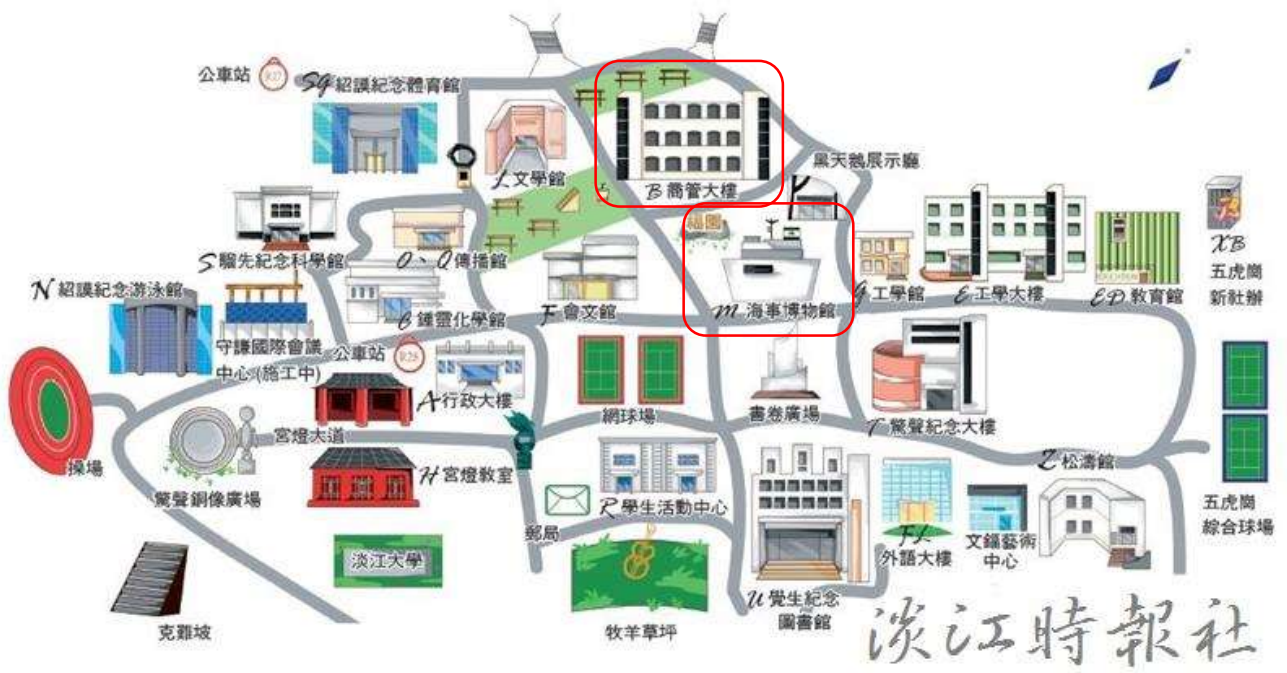 公車站 R27
SG 紹謨紀念體育館
L 文學館
B 商管大樓
黑天鵝展示廳
福園
S 騮先紀念科學館
O、Q 傳播館
N 紹謨紀念游泳館
C 鍾靈化學館
F 會文館
M 海事博物館
G 工學館
E 工學大樓
ED 教育館
XB
五虎崗
新社辦
守謙國際會議
中心(施工中)
公車站 R28
A 行政大樓
網球場
書卷廣場
T 驚聲紀念大樓
操場
宮燈大道
驚聲銅像廣場
H 宮燈教室
郵局
R 學生活動中心
Z 松濤館
五虎崗
綜合球場
淡江大學
克難坡
牧羊草坪
U 覺生紀念
圖書館
FL
外語大樓
文錙藝術
中心
淡江時報社